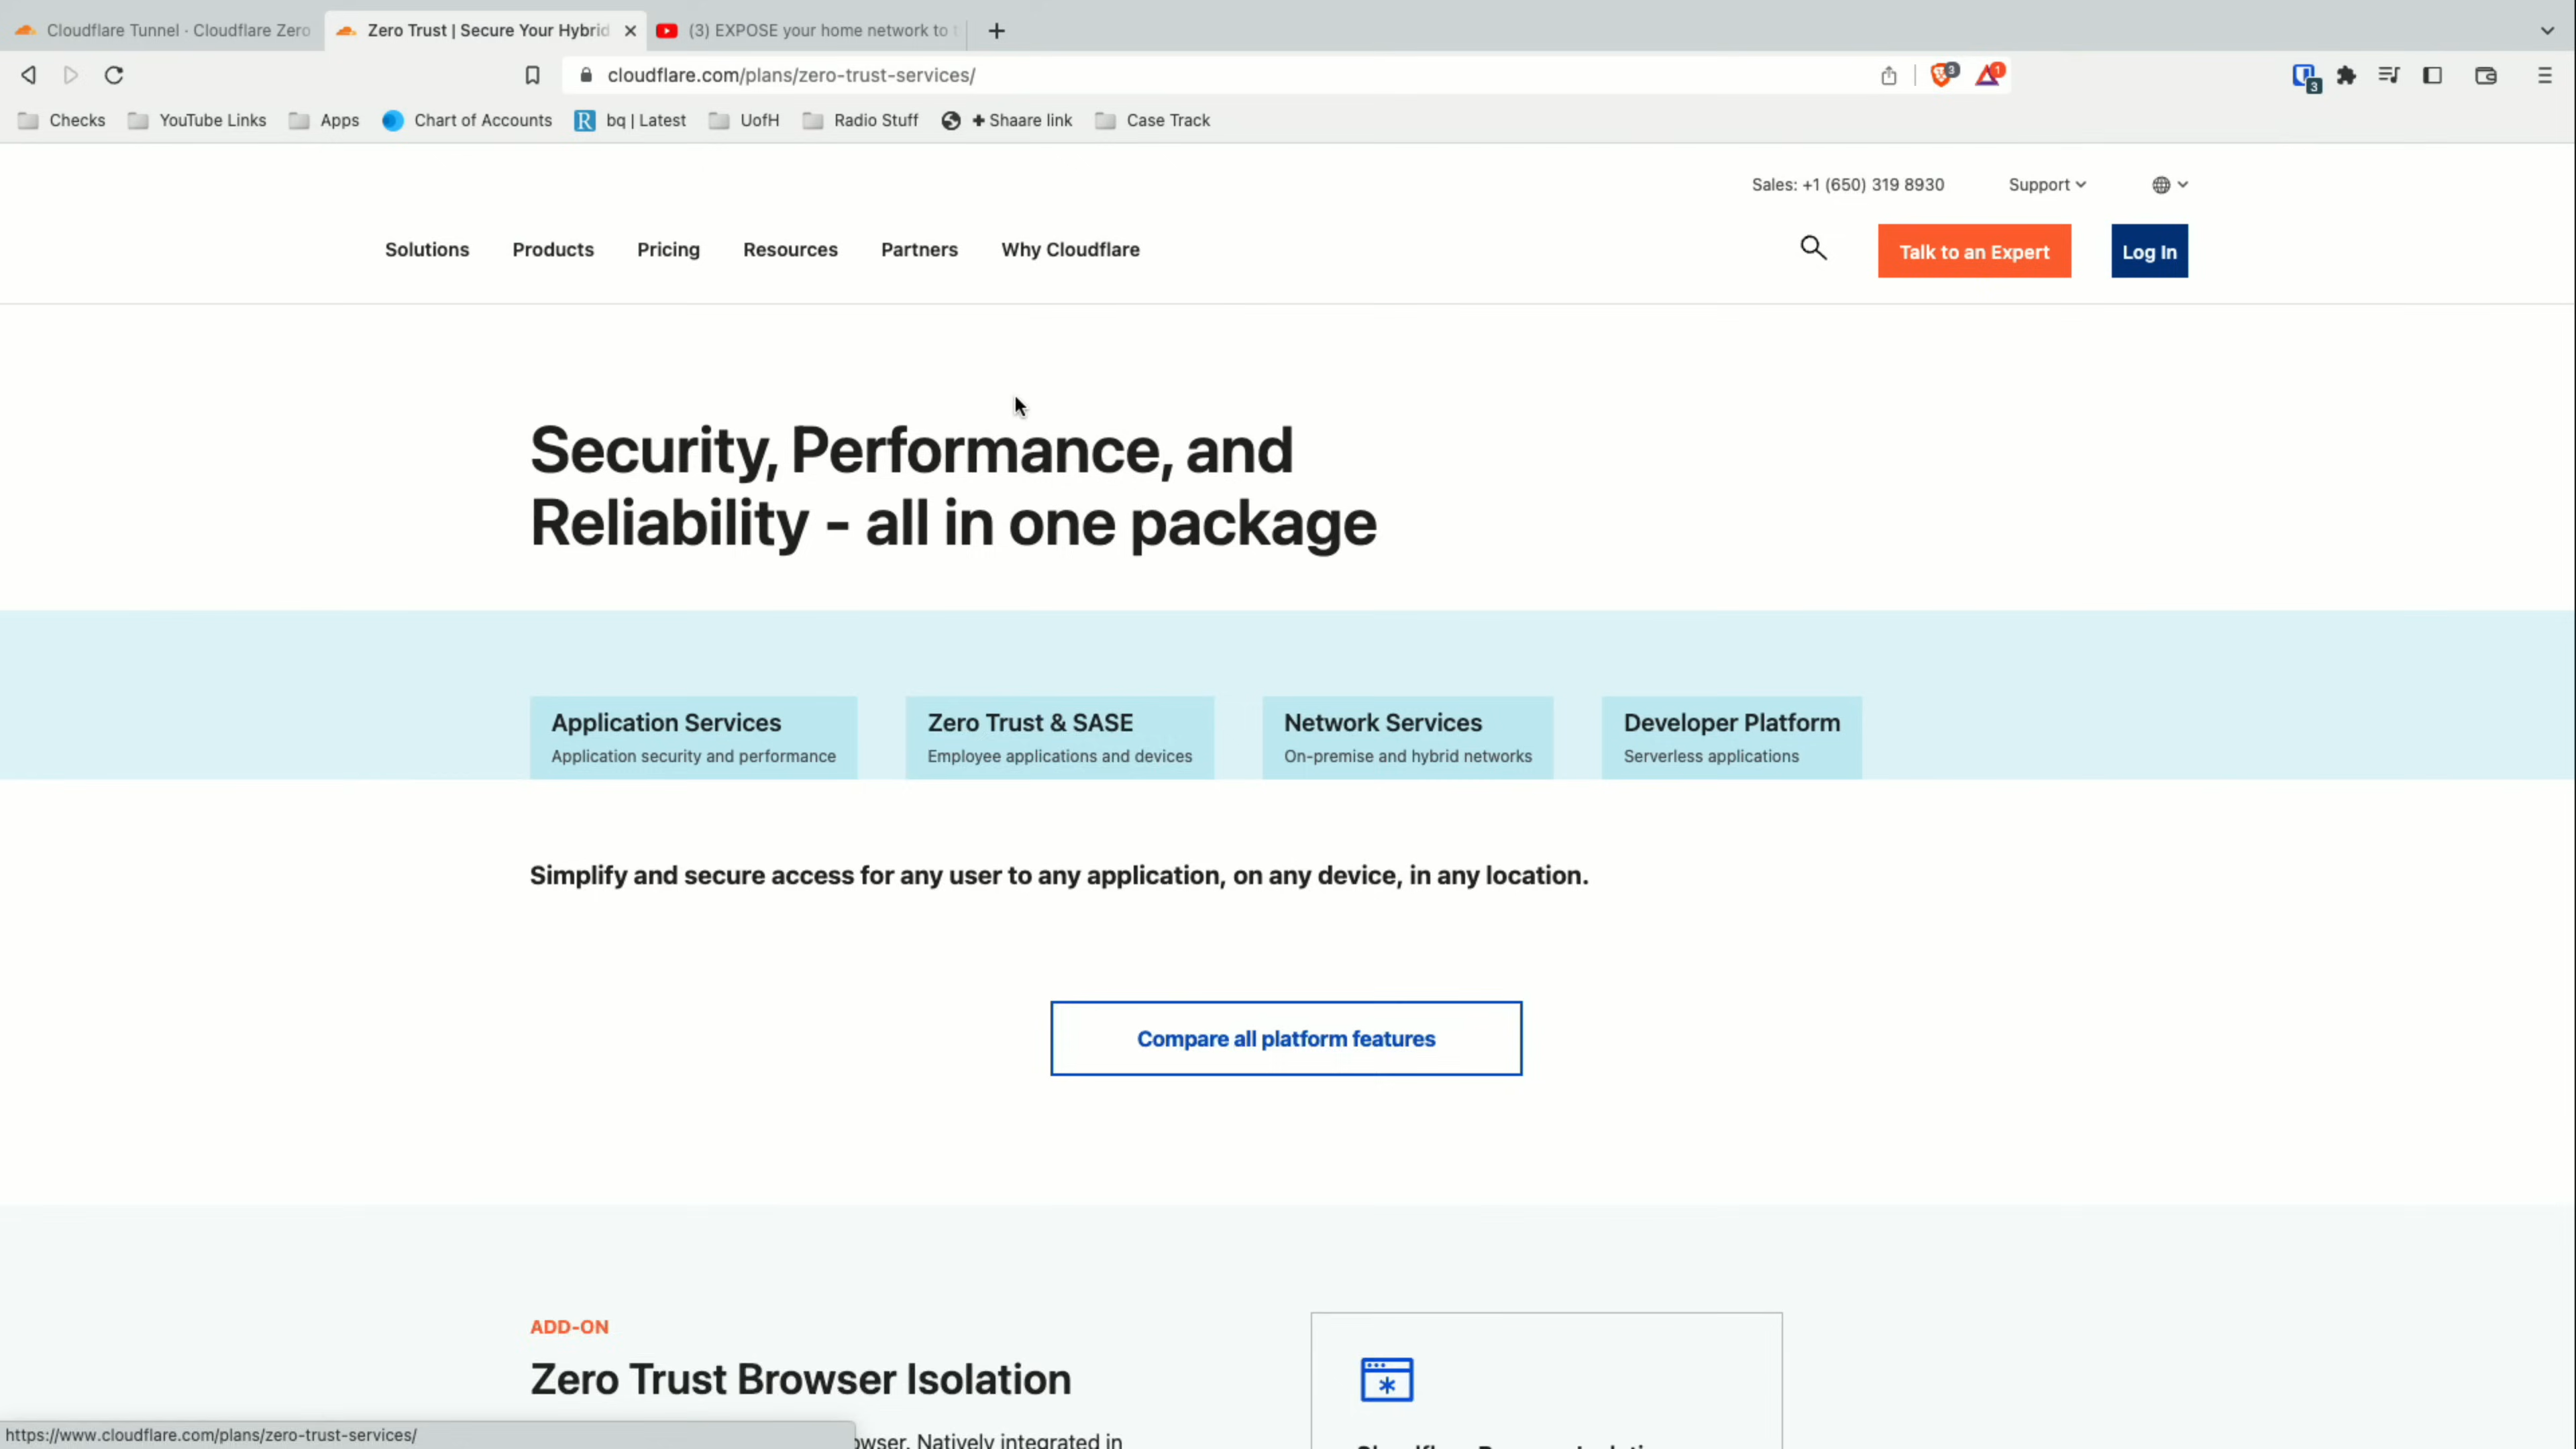 Cloudflare Tunnel · Cloudflare Zero
Zero Trust | Secure Your Hybrid
(3) EXPOSE your home network to
cloudflare.com/plans/zero-trust-services/
3
1
3
Checks
YouTube Links
Apps
Chart of Accounts
R bq | Latest
UofH
Radio Stuff
+ Shaare link
Case Track
Sales: +1 (650) 319 8930
Support
Solutions
Products
Pricing
Resources
Partners
Why Cloudflare
Talk to an Expert
Log In
Security, Performance, and
Reliability - all in one package
Application Services
Application security and performance
Zero Trust & SASE
Employee applications and devices
Network Services
On-premise and hybrid networks
Developer Platform
Serverless applications
Simplify and secure access for any user to any application, on any device, in any location.
Compare all platform features
ADD-ON
Zero Trust Browser Isolation
https://www.cloudflare.com/plans/zero-trust-services/
Natively integrated in